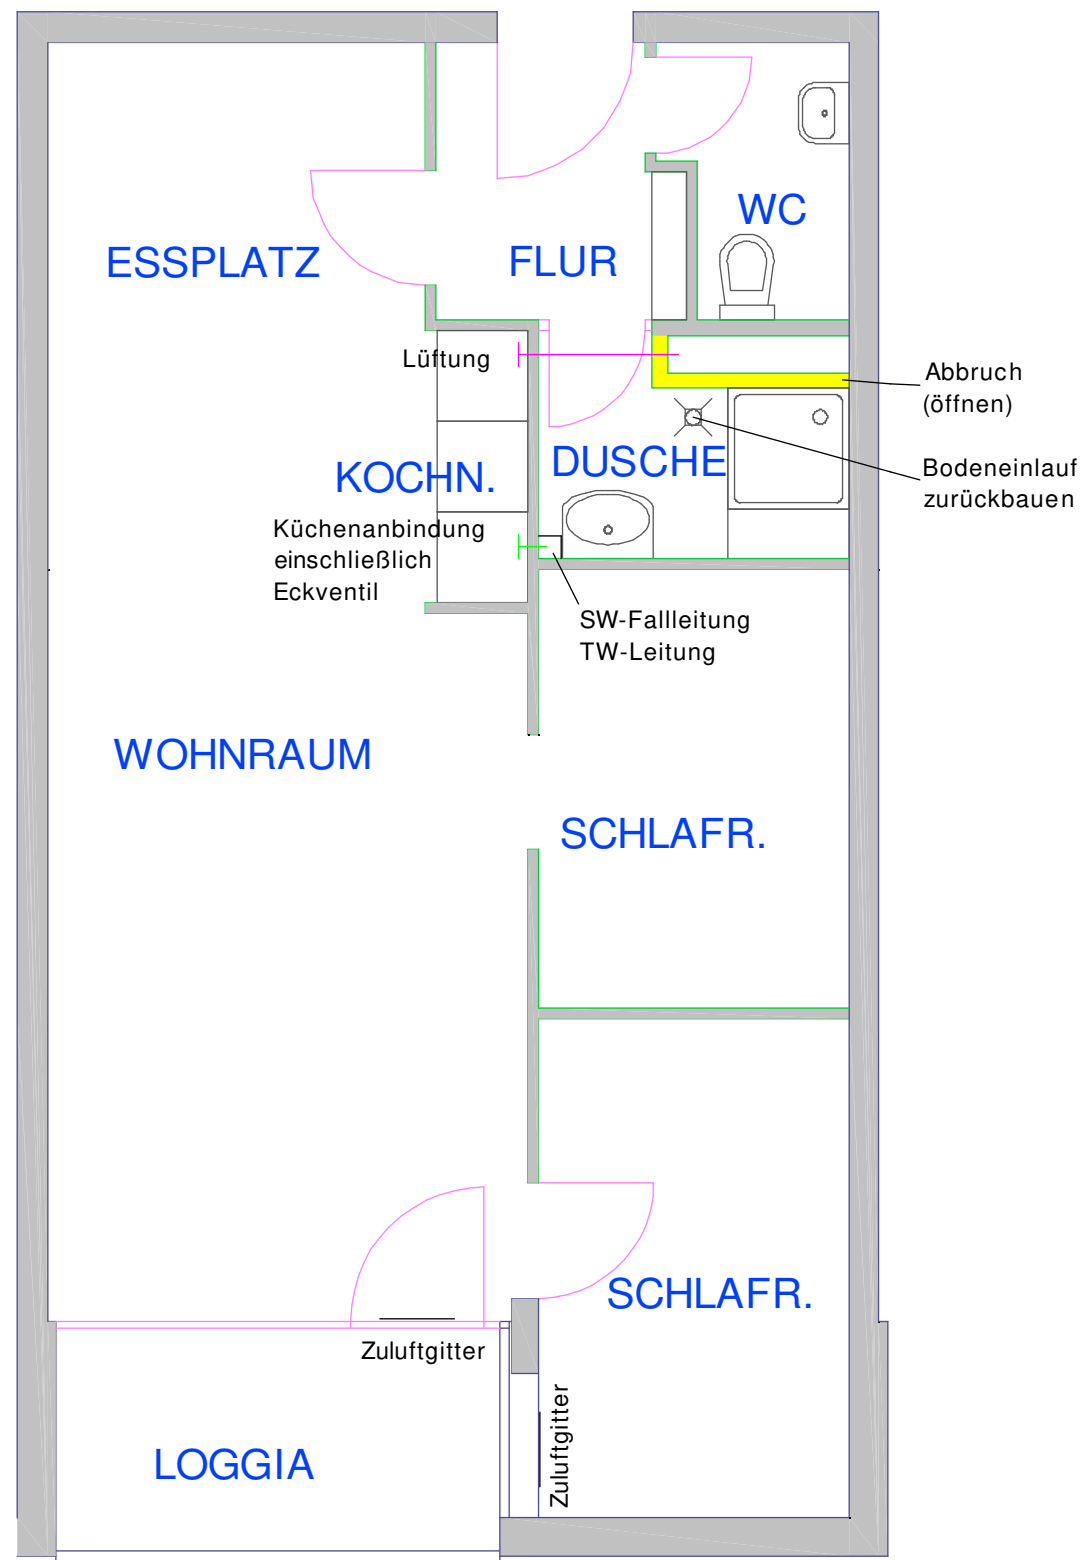 WC
ESSPLATZ
FLUR
Lüftung
Abbruch
(öffnen)
KOCHN.
DUSCHE
Bodeneinlauf
zurückbauen
Küchenanbindung
einschließlich
Eckventil
SW-Fallleitung
TW-Leitung
WOHNRAUM
SCHLAFR.
SCHLAFR.
Zuluftgitter
Zuluftgitter
LOGGIA